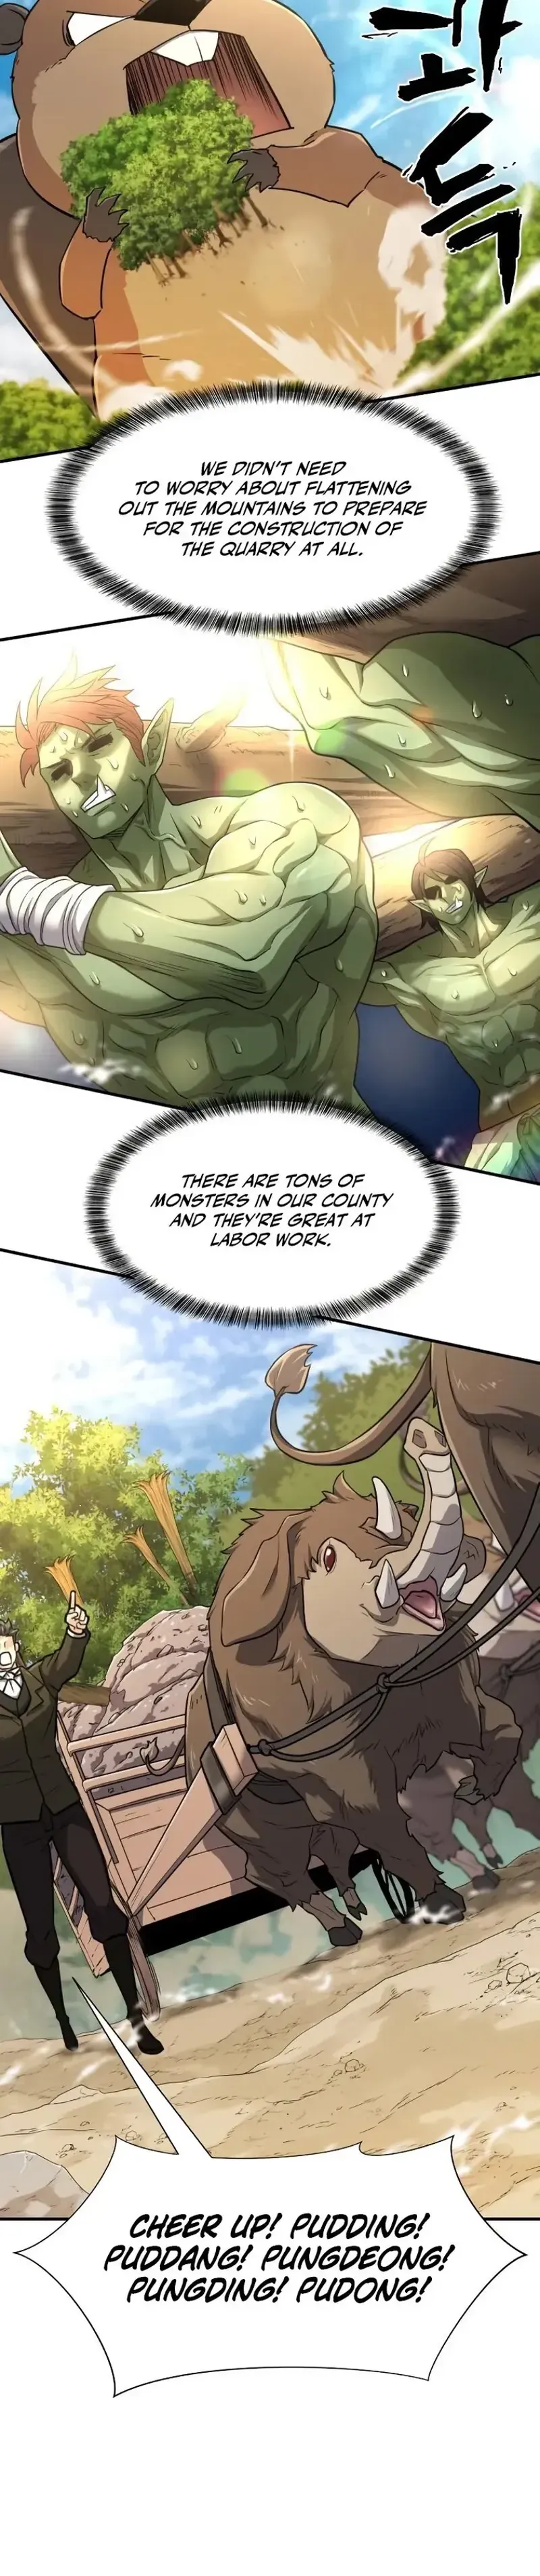 콰
득
WE DIDN'T NEED
TO WORRY ABOUT FLATTENING
OUT THE MOUNTAINS TO PREPARE
FOR THE CONSTRUCTION OF
THE QUARRY AT ALL.
THERE ARE TONS OF
MONSTERS IN OUR COUNTY
AND THEY'RE GREAT AT
LABOR WORK.
CHEER UP! PUDDING!
PUDDANG! PUNGDEONG!
PUNGDING! PUDONG!